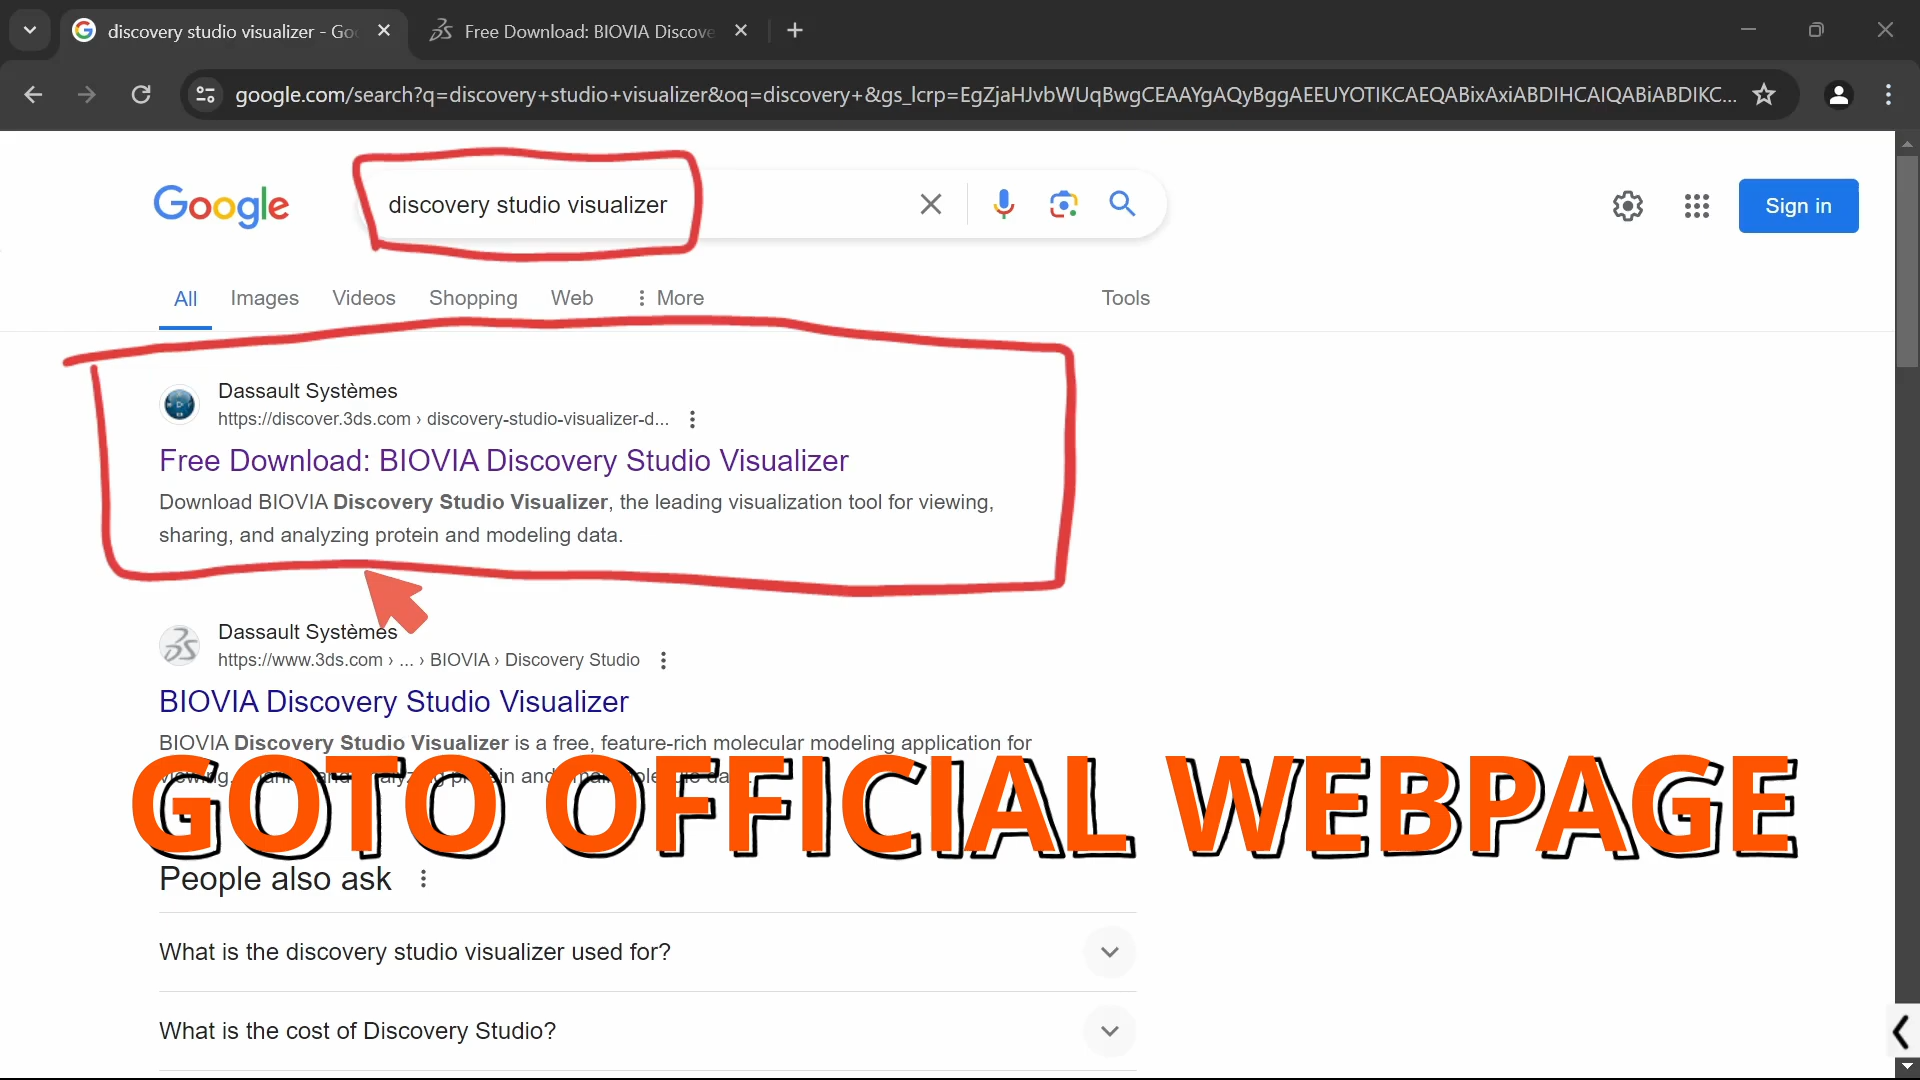 discovery studio visualizer - Go
Free Download: BIOVIA Discove
google.com/search?q=discovery+studio+visualizer&oq=discovery+&gs_lcrp=EgZjaHJvbWUqBwgCEAAYgAQyBggAEEUYOTIKCAEQABixAxiABDIHCAIQABiABDIKC...
Google
discovery studio visualizer
Sign in
All Images Videos Shopping Web More Tools
Dassault Systèmes
https://discover.3ds.com › discovery-studio-visualizer-d...
Free Download: BIOVIA Discovery Studio Visualizer
Download BIOVIA Discovery Studio Visualizer, the leading visualization tool for viewing,
sharing, and analyzing protein and modeling data.
Dassault Systèmes
https://www.3ds.com › ... › BIOVIA › Discovery Studio
BIOVIA Discovery Studio Visualizer
BIOVIA Discovery Studio Visualizer is a free, feature-rich molecular modeling application for
GOTO OFFICIAL WEBPAGE
People also ask
What is the discovery studio visualizer used for?
What is the cost of Discovery Studio?